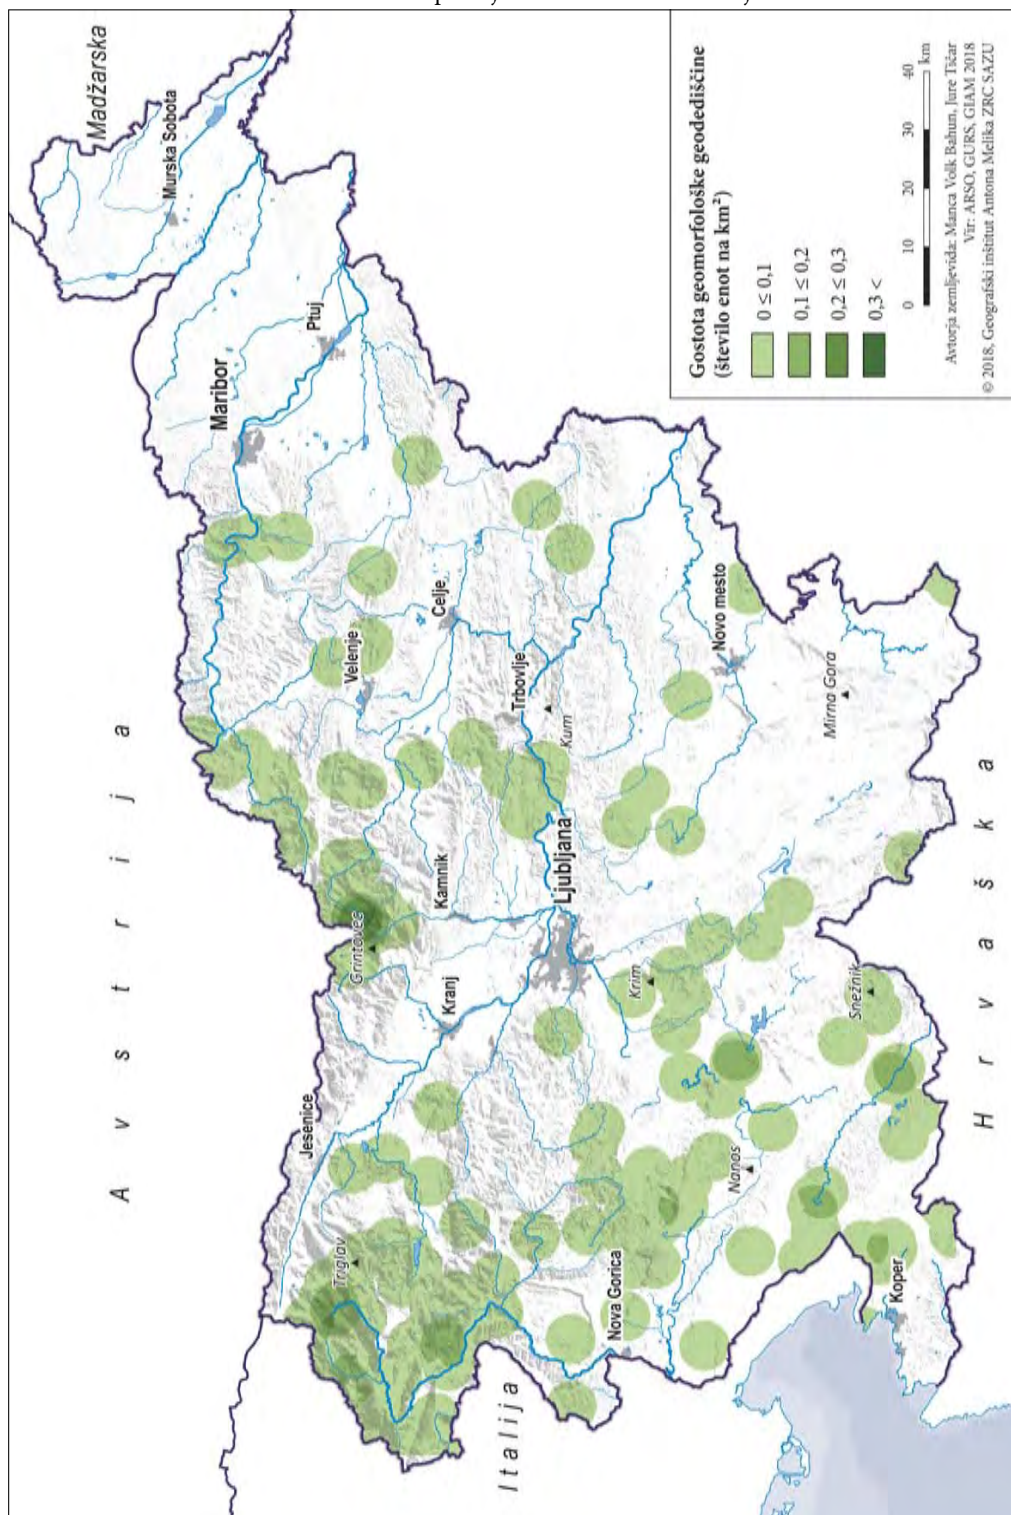 Madžarska
Murska Sobota
Maribor
Ptuj
A v s t r i j a
Velenje
Celje
Trbovlje
Kum
Novo mesto
Mirna Gora
Grintovec
Kamnik
Ljubljana
Kranj
Krim
Snežnik
Jesenice
Triglav
Nanos
Nova Gorica
Koper
Italija
H r v a š k a
Gostota geomorfološke geodediščine
(število enot na km²)
0 ≤ 0,1
0,1 ≤ 0,2
0,2 ≤ 0,3
0,3 <
0 10 20 30 40
km
Avtorja zemljevida: Manca Volk Bahun, Jure Tičar
Vir: ARSO, GURS, GIAM 2018
© 2018, Geografski inštitut Antona Melika ZRC SAZU